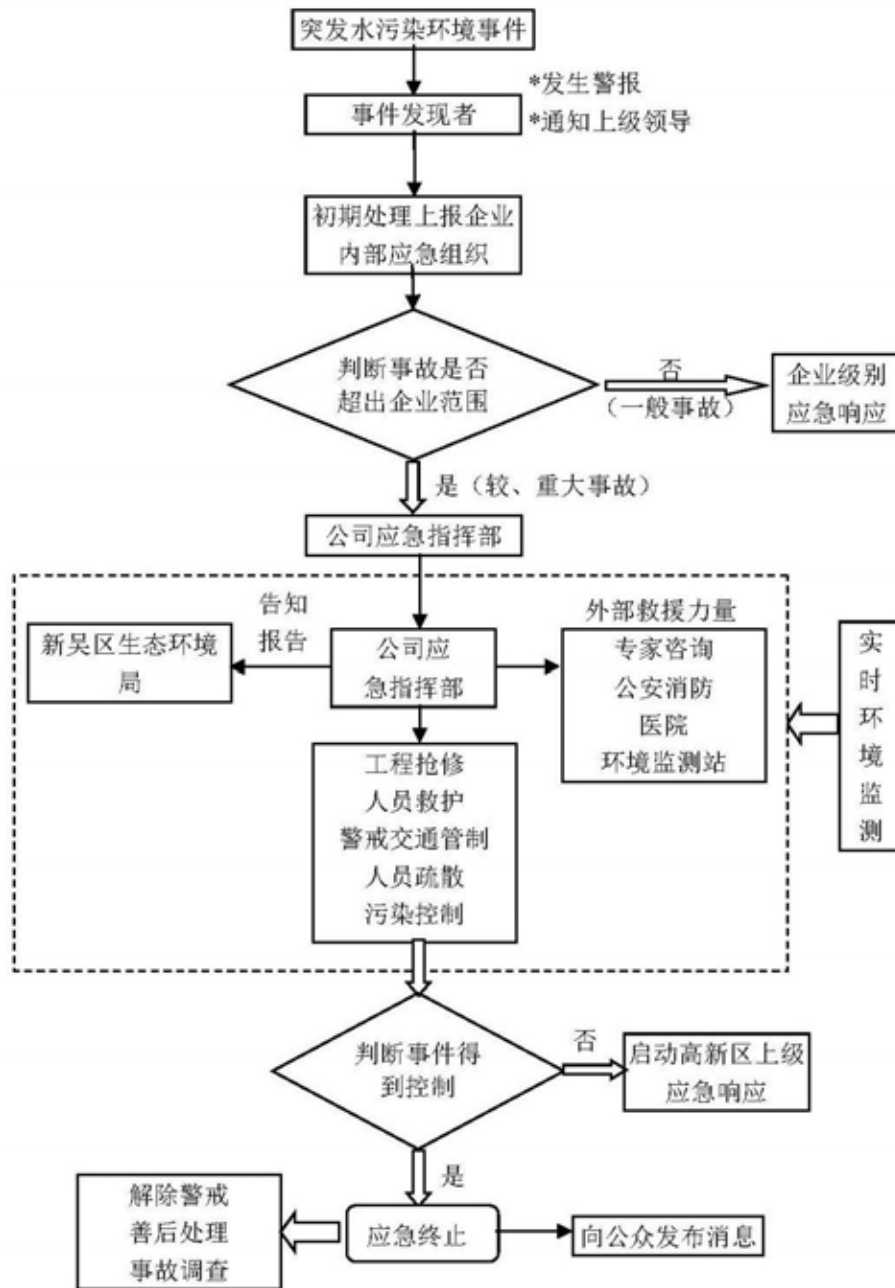 突发水污染环境事件
*发生警报
事件发现者
*通知上级领导
初期处理上报企业
内部应急组织
判断事故是否
超出企业范围
否
（一般事故）
企业级别
应急响应
是（较、重大事故）
公司应急指挥部
告知
报告
新吴区生态环境
局
公司应
急指挥部
外部救援力量
专家咨询
公安消防
医院
环境监测站
实
时
环
境
监
测
工程抢修
人员救护
警戒交通管制
人员疏散
污染控制
判断事件得
到控制
否
启动高新区上级
应急响应
是
解除警戒
善后处理
事故调查
应急终止
向公众发布消息